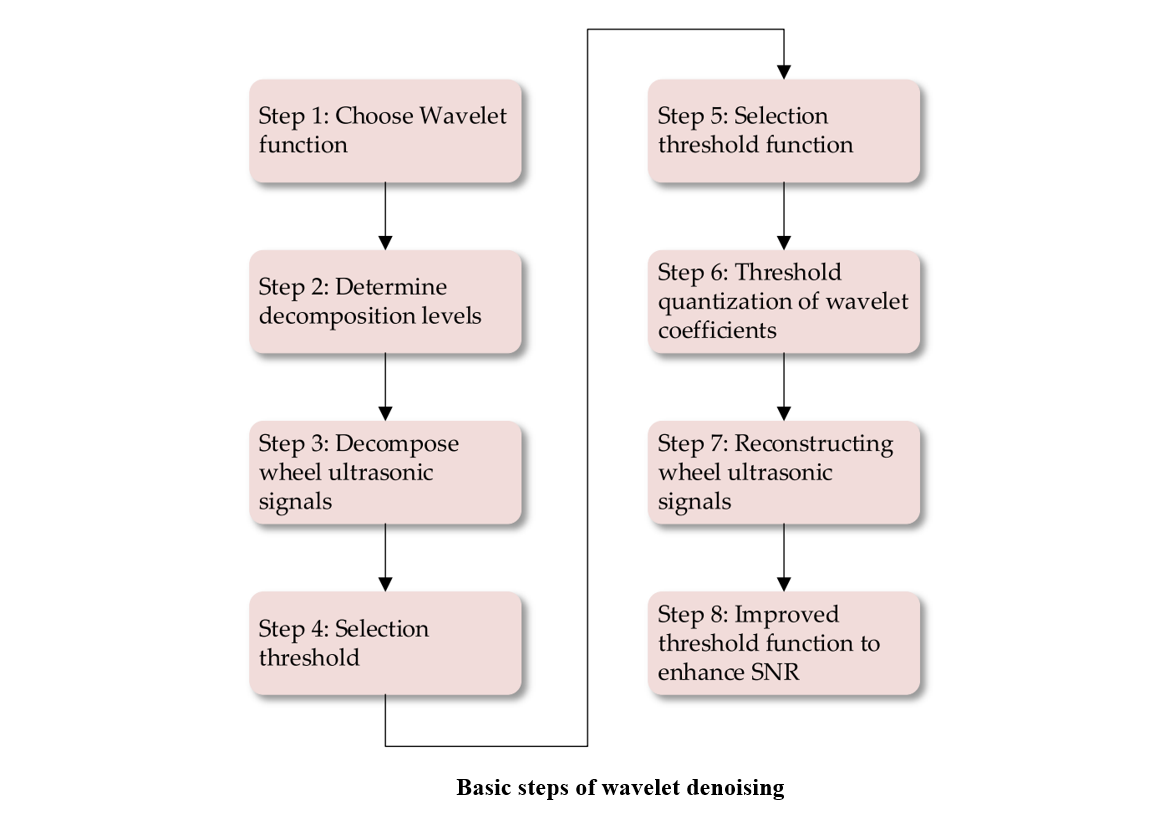 Step 1: Choose Wavelet
function
Step 2: Determine
decomposition levels
Step 3: Decompose
wheel ultrasonic
signals
Step 4: Selection
threshold
Step 5: Selection
threshold function
Step 6: Threshold
quantization of wavelet
coefficients
Step 7: Reconstructing
wheel ultrasonic
signals
Step 8: Improved
threshold function to
enhance SNR
Basic steps of wavelet denoising